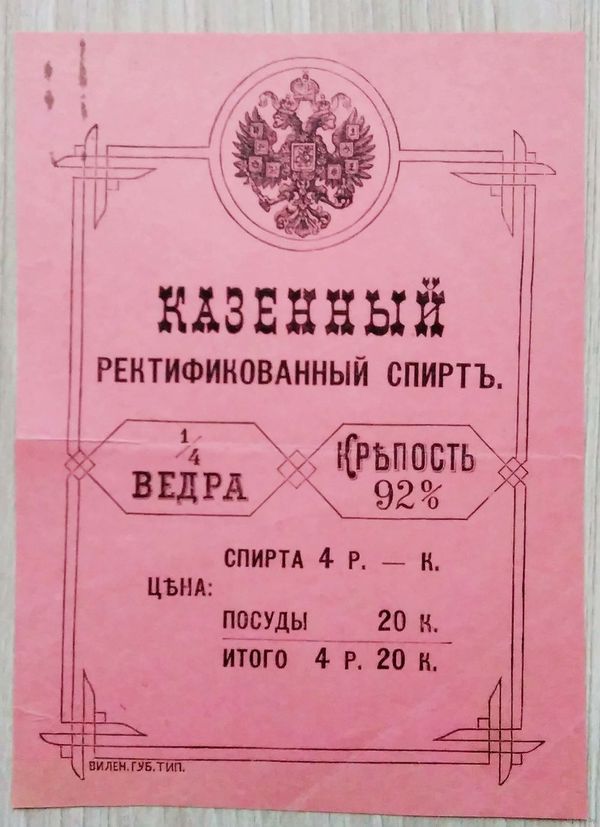 КАЗЕННЫЙ
РЕКТИФИКОВАННЫЙ СПИРТЪ.
1/4
ВЕДРА
КРѢПОСТЬ
92%
СПИРТА 4 Р. — К.
ЦѢНА:
ПОСУДЫ 20 К.
ИТОГО 4 Р. 20 К.
ВИЛЕН. ГУБ. ТИП.